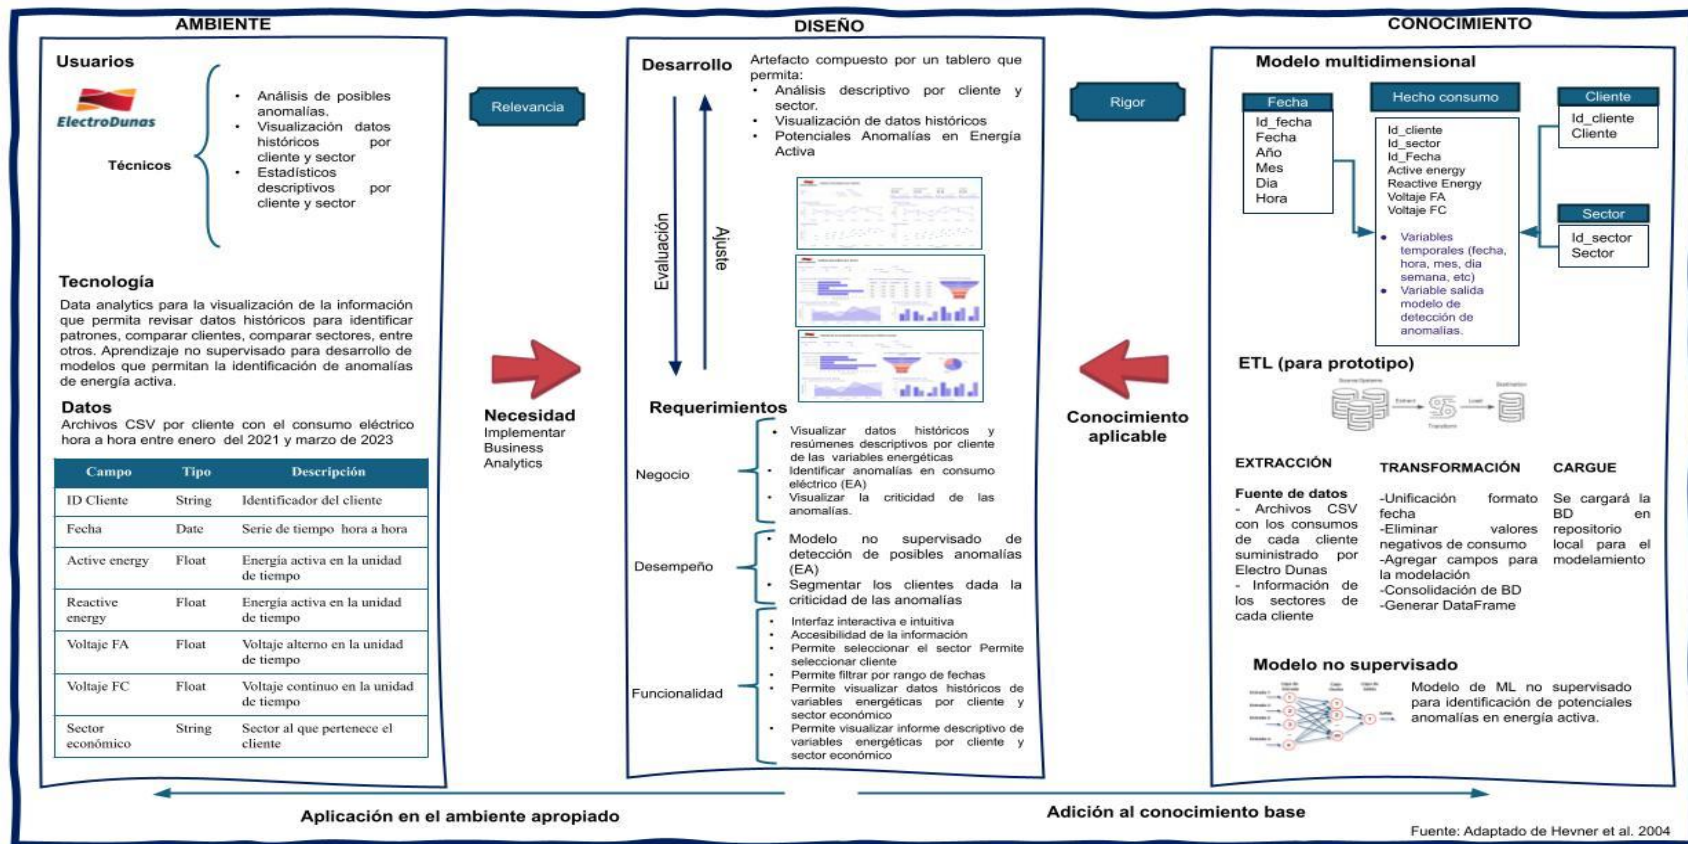 AMBIENTE
Usuarios
ElectroDunas
Técnicos
• Análisis de posibles
anomalías.
• Visualización datos
históricos por
cliente y sector
• Estadísticos
descriptivos por
cliente y sector
Tecnología
Data analytics para la visualización de la información
que permita revisar datos históricos para identificar
patrones, comparar clientes, comparar sectores, entre
otros. Aprendizaje no supervisado para desarrollo de
modelos que permitan la identificación de anomalías
de energía activa.
Datos
Archivos CSV por cliente con el consumo eléctrico
hora a hora entre enero del 2021 y marzo de 2023
Campo Tipo Descripción
ID Cliente String Identificador del cliente
Fecha Date Serie de tiempo hora a hora
Active energy Float Energía activa en la unidad
de tiempo
Reactive Float Energía activa en la unidad
energy de tiempo
Voltaje FA Float Voltaje alterno en la unidad
de tiempo
Voltaje FC Float Voltaje continuo en la unidad
de tiempo
Sector String Sector al que pertenece el
económico cliente
Relevancia
Necesidad
Implementar
Business
Analytics
DISEÑO
Desarrollo
Artefacto compuesto por un tablero que
permita:
• Análisis descriptivo por cliente y
sector.
• Visualización de datos históricos
• Potenciales Anomalías en Energía
Activa
Evaluación
Ajuste
Requerimientos
Negocio
• Visualizar datos históricos y
resúmenes descriptivos por cliente
de las variables energéticas
• Identificar anomalías en consumo
eléctrico (EA)
• Visualizar la criticidad de las
anomalías.
Desempeño
• Modelo no supervisado de
detección de posibles anomalías
(EA)
• Segmentar los clientes dada la
criticidad de las anomalías
Funcionalidad
• Interfaz interactiva e intuitiva
• Accesibilidad de la información
• Permite seleccionar el sector Permite
seleccionar cliente
• Permite filtrar por rango de fechas
• Permite visualizar datos históricos de
variables energéticas por cliente y
sector económico
• Permite visualizar informe descriptivo de
variables energéticas por cliente y
sector económico
Rigor
Conocimiento
aplicable
CONOCIMIENTO
Modelo multidimensional
Fecha
Id_fecha
Fecha
Año
Mes
Dia
Hora
Hecho consumo
Id_cliente
Id_sector
Id_Fecha
Active energy
Reactive Energy
Voltaje FA
Voltaje FC
• Variables
temporales (fecha,
hora, mes, dia
semana, etc)
• Variable salida
modelo de
detección de
anomalías.
Cliente
Id_cliente
Cliente
Sector
Id_sector
Sector
ETL (para prototipo)
Source Systems
Extract
Transform
Load
Destination
EXTRACCIÓN
Fuente de datos
- Archivos CSV
con los consumos
de cada cliente
suministrado por
Electro Dunas
- Información de
los sectores de
cada cliente
TRANSFORMACIÓN
-Unificación formato
fecha
-Eliminar valores
negativos de consumo
-Agregar campos para
la modelación
-Consolidación de BD
-Generar DataFrame
CARGUE
Se cargará la
BD en
repositorio
local para el
modelamiento
Modelo no supervisado
Modelo de ML no supervisado
para identificación de potenciales
anomalías en energía activa.
Aplicación en el ambiente apropiado
Adición al conocimiento base
Fuente: Adaptado de Hevner et al. 2004